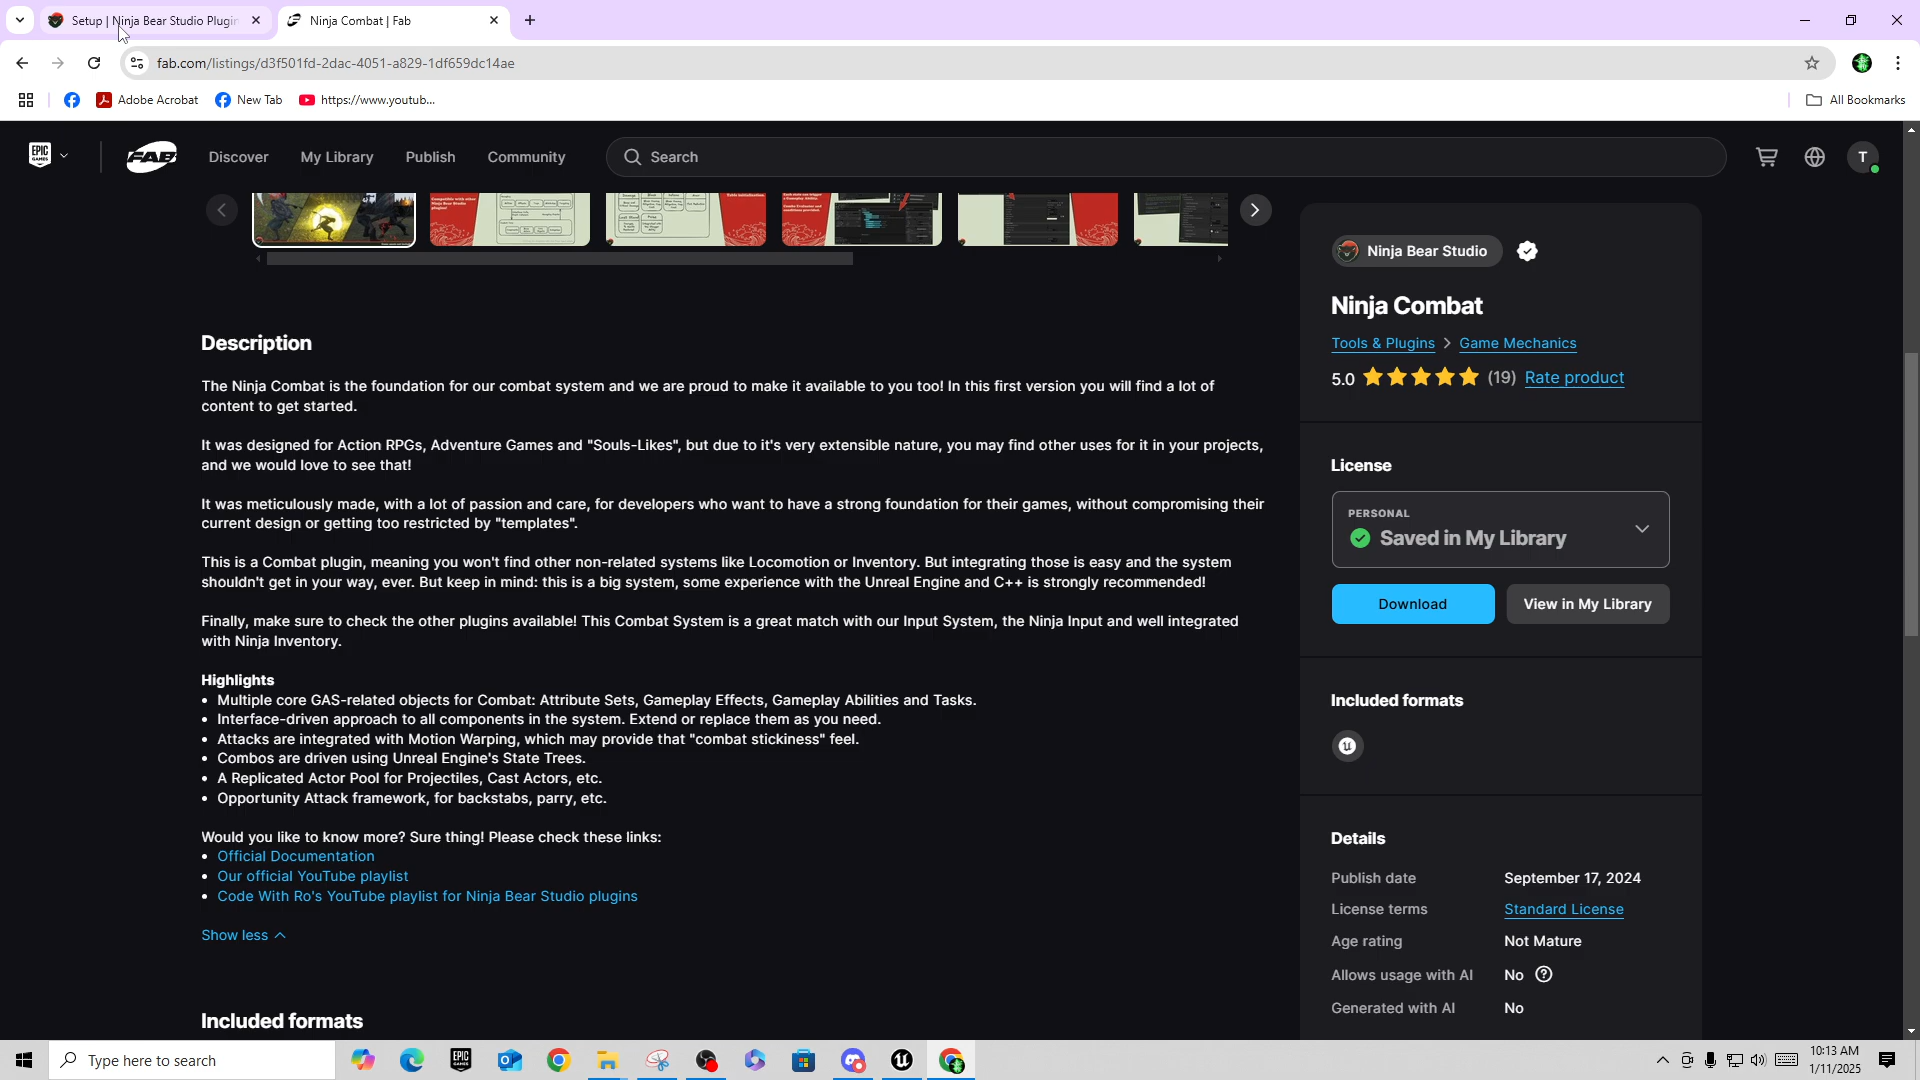 Setup | Ninja Bear Studio Plugin
Ninja Combat | Fab
fab.com/listings/d3f501fd-2dac-4051-a829-1df659dc14ae
Adobe Acrobat
New Tab
https://www.youtub...
All Bookmarks
EPIC GAMES
FAB
Discover
My Library
Publish
Community
Search
T
Description
The Ninja Combat is the foundation for our combat system and we are proud to make it available to you too! In this first version you will find a lot of
content to get started.
It was designed for Action RPGs, Adventure Games and "Souls-Likes", but due to it's very extensible nature, you may find other uses for it in your projects,
and we would love to see that!
It was meticulously made, with a lot of passion and care, for developers who want to have a strong foundation for their games, without compromising their
current design or getting too restricted by "templates".
This is a Combat plugin, meaning you won't find other non-related systems like Locomotion or Inventory. But integrating those is easy and the system
shouldn't get in your way, ever. But keep in mind: this is a big system, some experience with the Unreal Engine and C++ is strongly recommended!
Finally, make sure to check the other plugins available! This Combat System is a great match with our Input System, the Ninja Input and well integrated
with Ninja Inventory.
Highlights
• Multiple core GAS-related objects for Combat: Attribute Sets, Gameplay Effects, Gameplay Abilities and Tasks.
• Interface-driven approach to all components in the system. Extend or replace them as you need.
• Attacks are integrated with Motion Warping, which may provide that "combat stickiness" feel.
• Combos are driven using Unreal Engine's State Trees.
• A Replicated Actor Pool for Projectiles, Cast Actors, etc.
• Opportunity Attack framework, for backstabs, parry, etc.
Would you like to know more? Sure thing! Please check these links:
• Official Documentation
• Our official YouTube playlist
• Code With Ro's YouTube playlist for Ninja Bear Studio plugins
Show less
Included formats
Ninja Bear Studio
Ninja Combat
Tools & Plugins > Game Mechanics
5.0 (19) Rate product
License
PERSONAL
Saved in My Library
Download
View in My Library
Included formats
Details
Publish date September 17, 2024
License terms Standard License
Age rating Not Mature
Allows usage with AI No
Generated with AI No
Type here to search
10:13 AM
1/11/2025